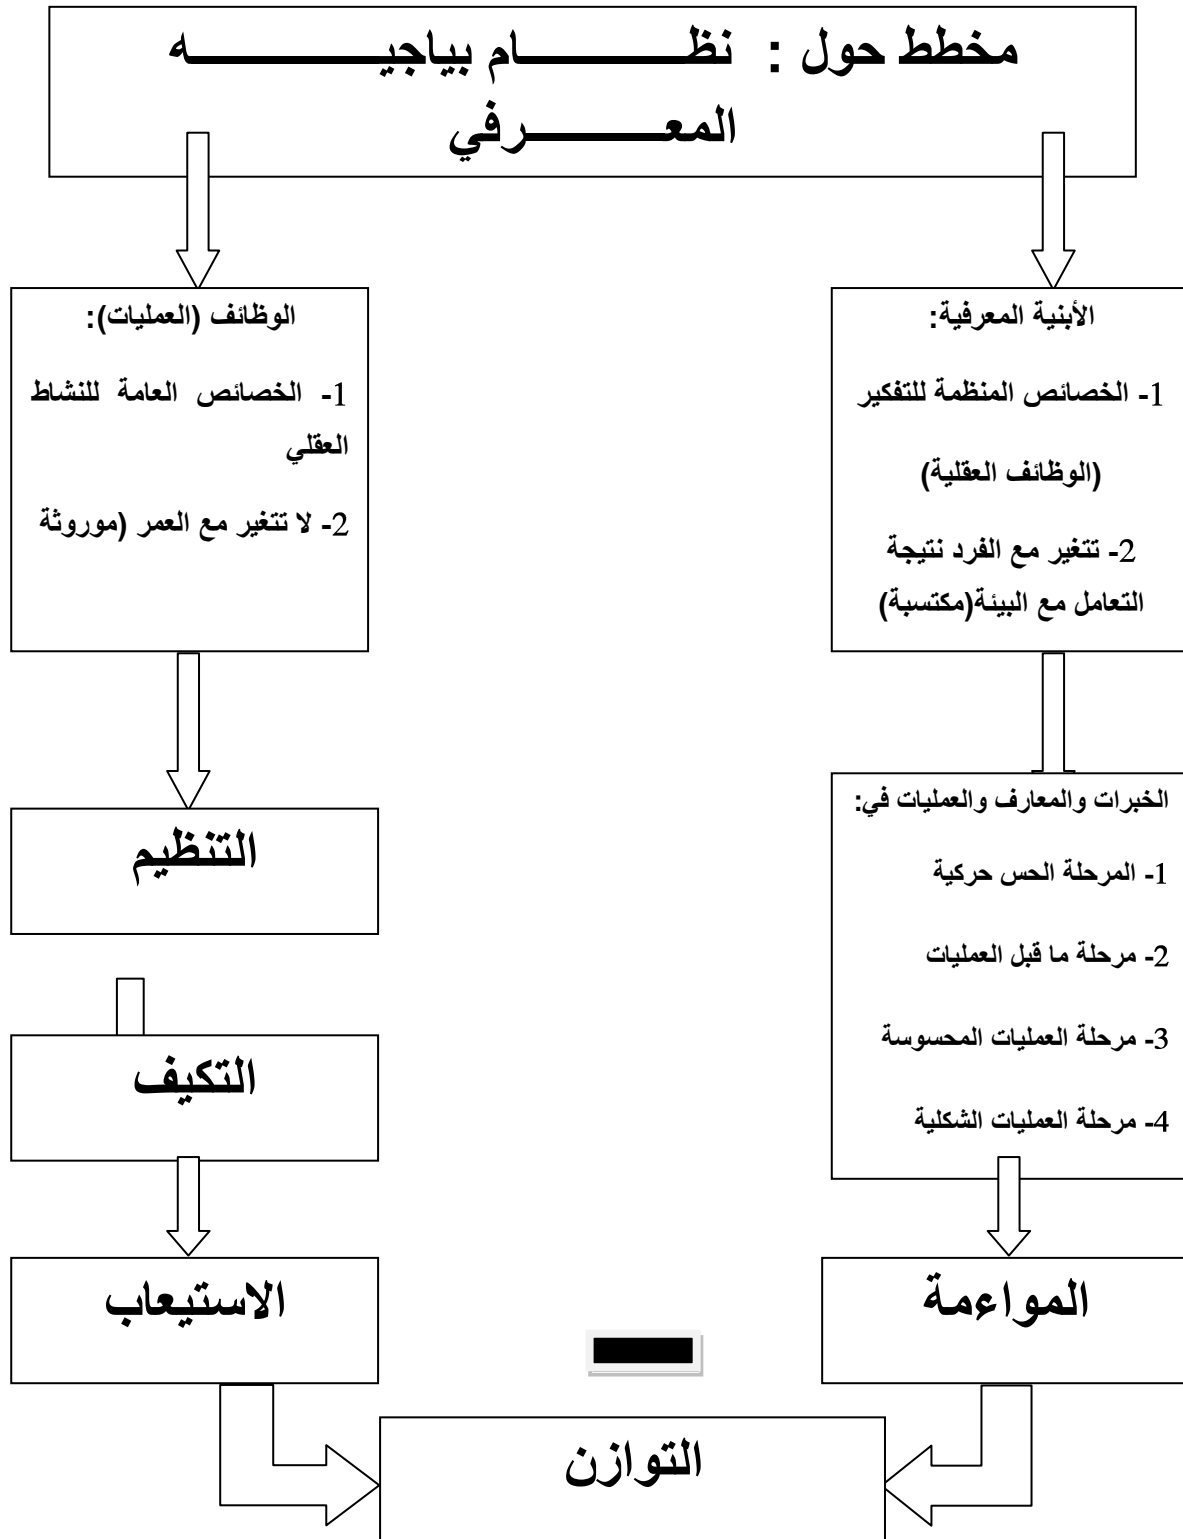 مخطط حول : نظـــــــــــام بياجيـــــــــــــه
المعـــــــــــرفي
الأبنية المعرفية:
1- الخصائص المنظمة للتفكير
(الوظائف العقلية)
2- تتغير مع الفرد نتيجة
التعامل مع البيئة(مكتسبة)
الوظائف (العمليات):
1- الخصائص العامة للنشاط
العقلي
2- لا تتغير مع العمر (موروثة
الخبرات والمعارف والعمليات في:
1- المرحلة الحس حركية
2- مرحلة ما قبل العمليات
3- مرحلة العمليات المحسوسة
4- مرحلة العمليات الشكلية
التنظيم
التكيف
المواءمة
الاستيعاب
التوازن